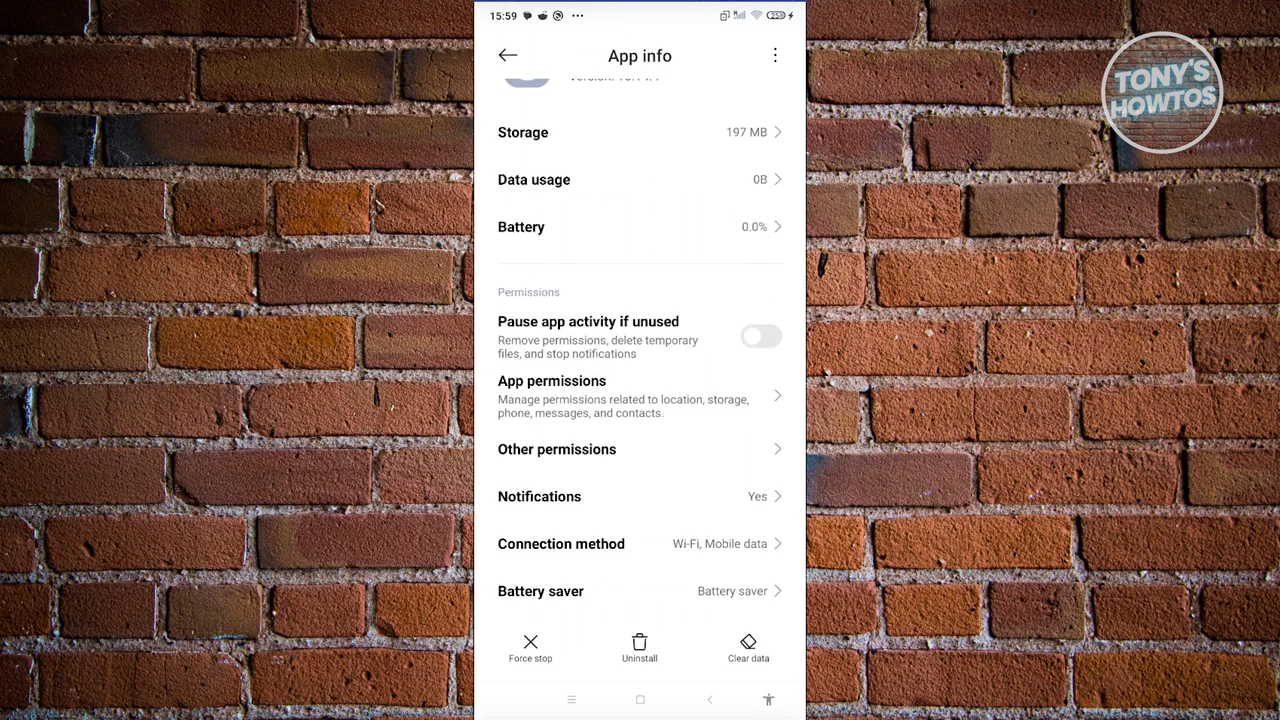 15:59
25
App info
TONY'S
HOWTOS
Storage 197 MB
Data usage 0B
Battery 0.0%
Permissions
Pause app activity if unused
Remove permissions, delete temporary
files, and stop notifications
App permissions
Manage permissions related to location, storage,
phone, messages, and contacts.
Other permissions
Notifications Yes
Connection method Wi-Fi, Mobile data
Battery saver Battery saver
Force stop Uninstall Clear data